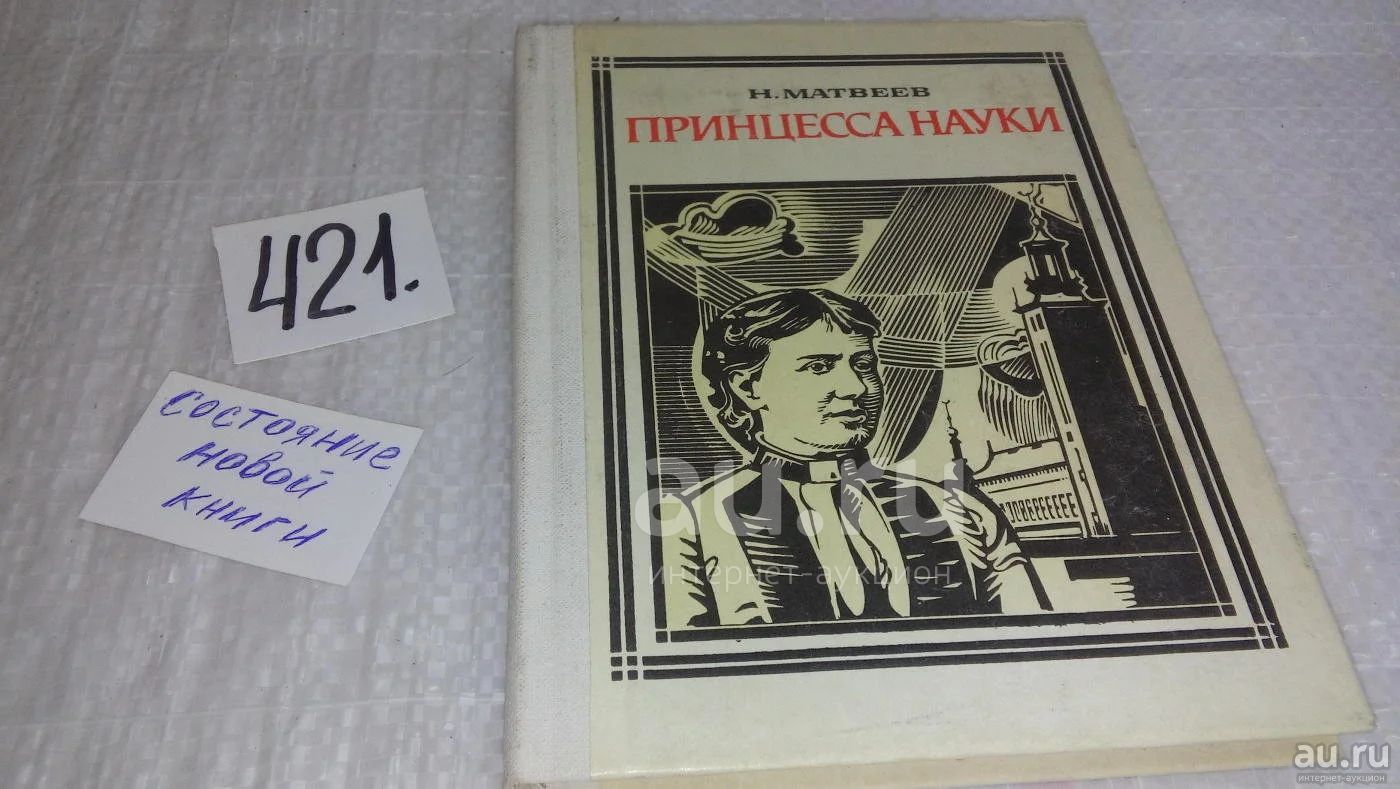 Н. МАТВЕЕВ
ПРИНЦЕССА НАУКИ
421.
состояние
новой
книги
au.ru
интернет-аукцион
au.ru
интернет-аукцион